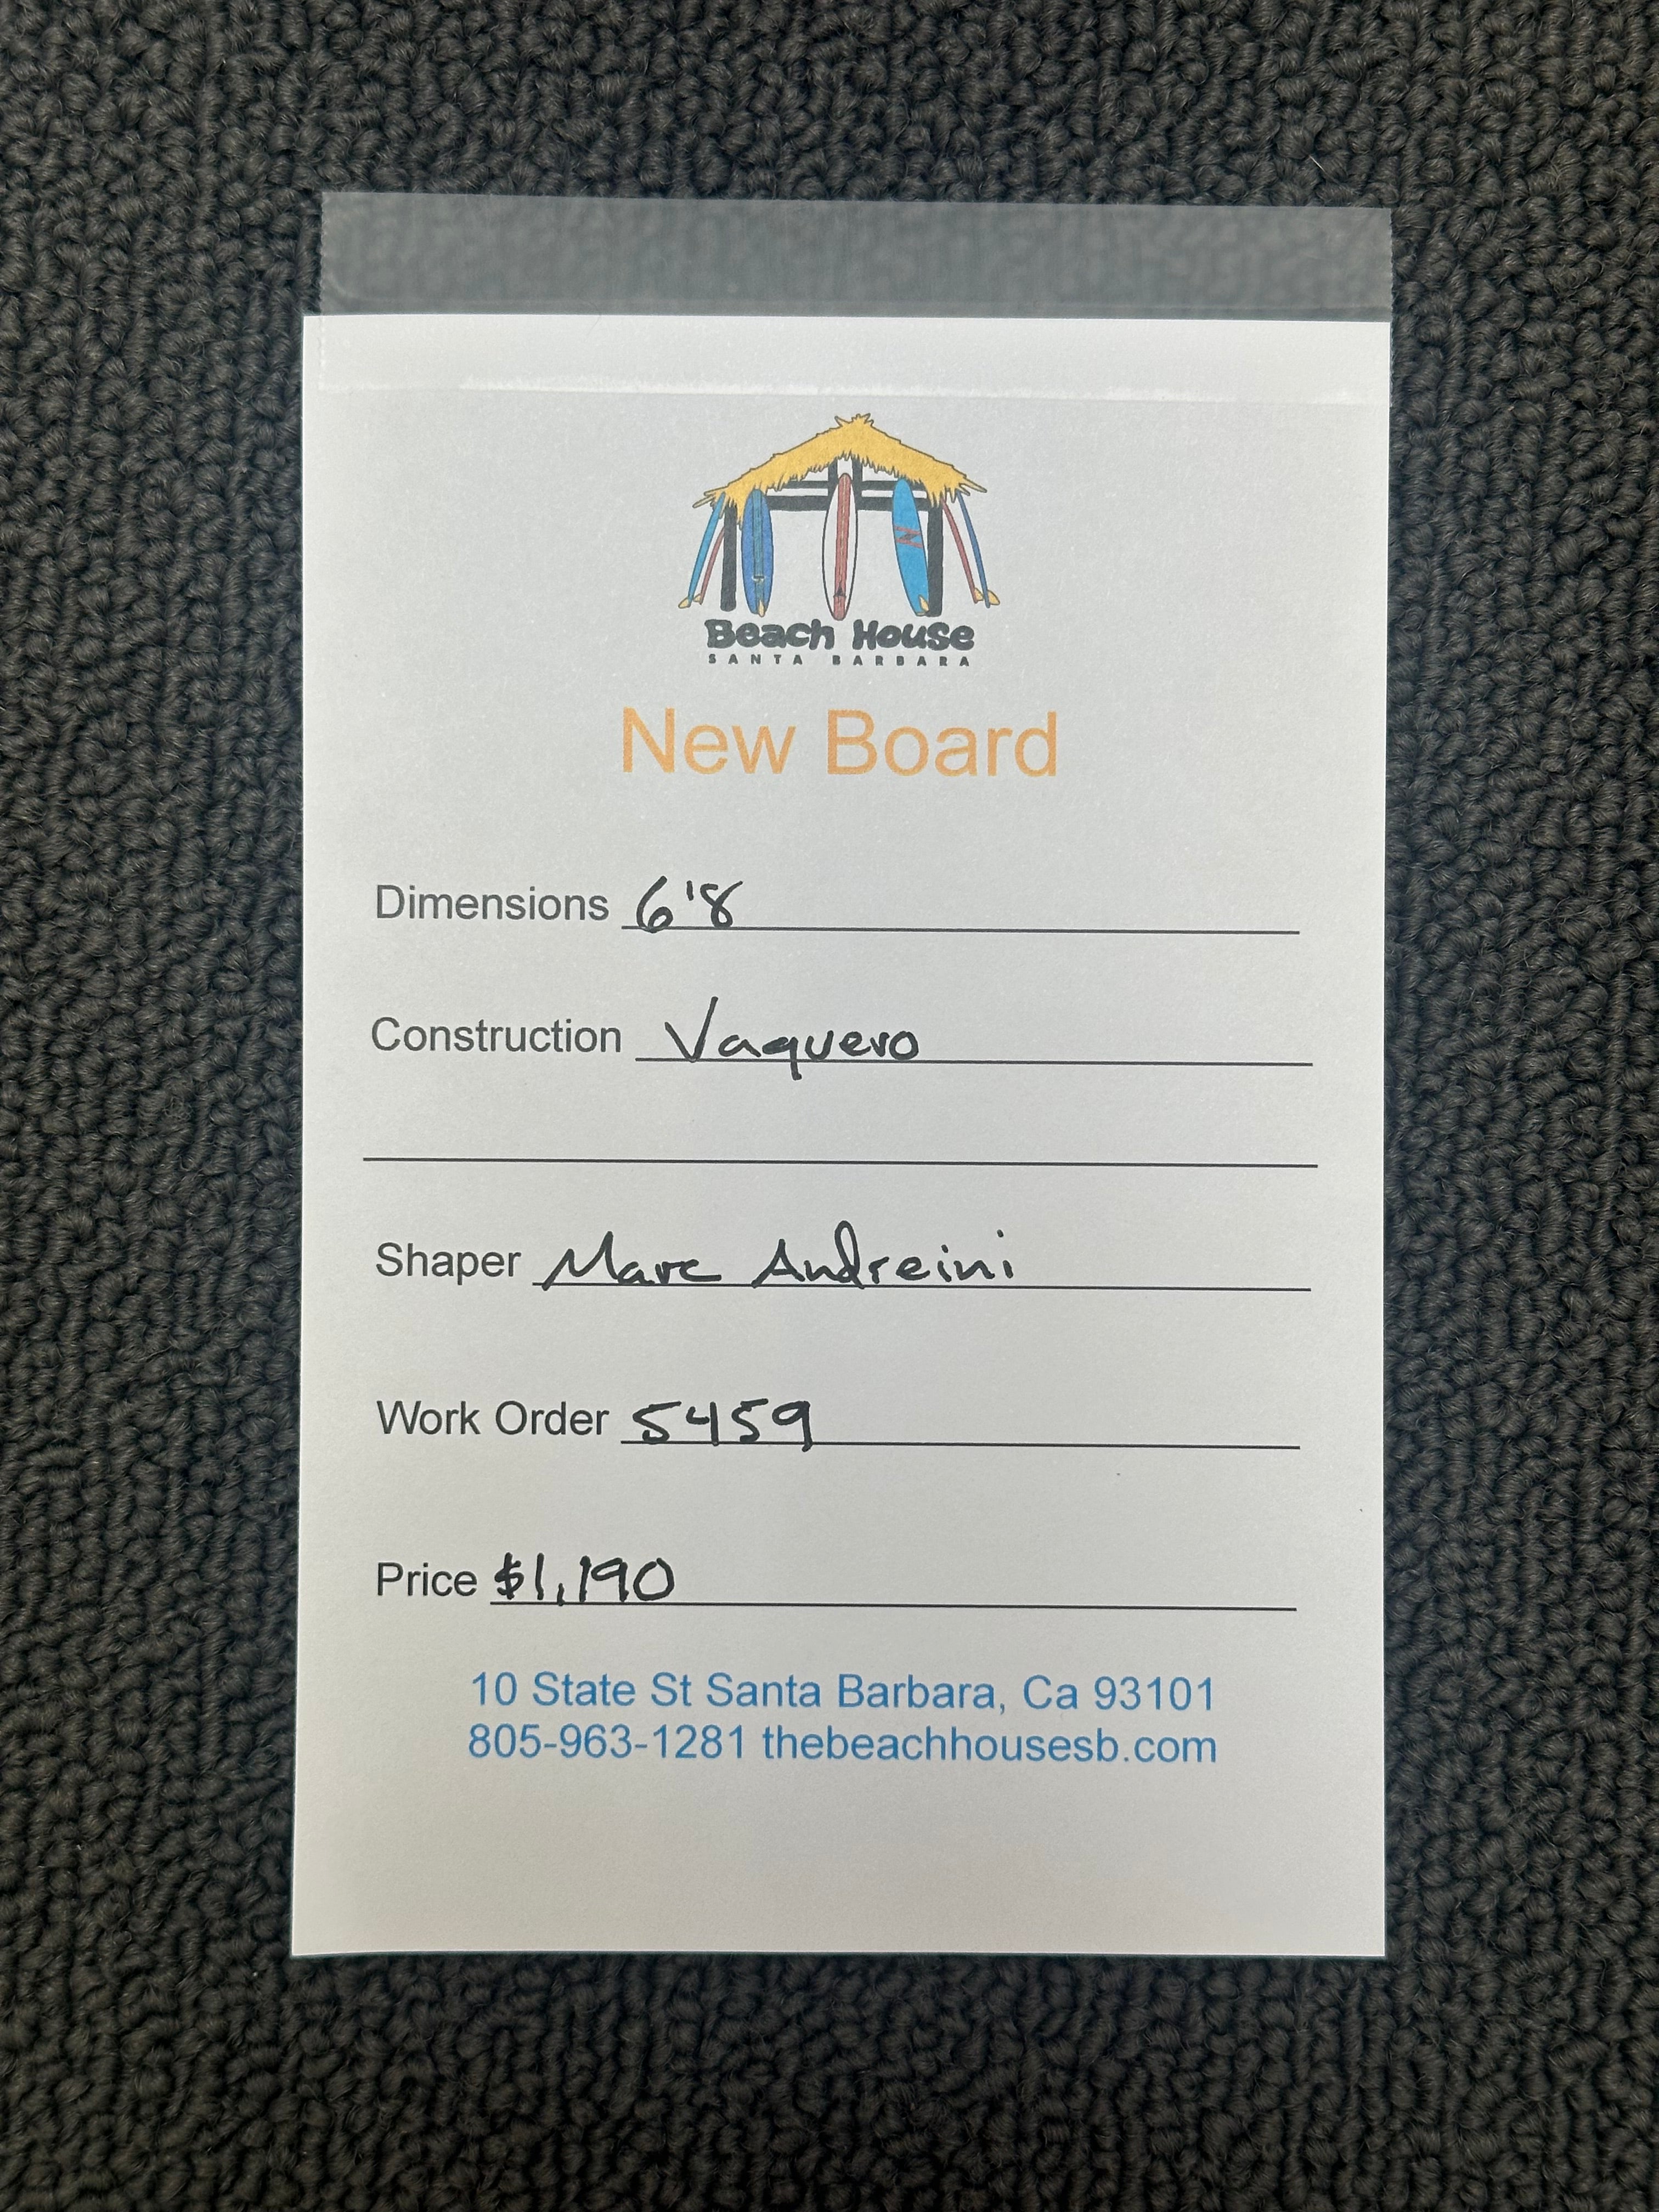 Beach House
SANTA BARBARA
New Board
Dimensions 6'8
Construction Vaquero
Shaper Marc Andreini
Work Order 5459
Price $1,190
10 State St Santa Barbara, Ca 93101
805-963-1281 thebeachhousesb.com